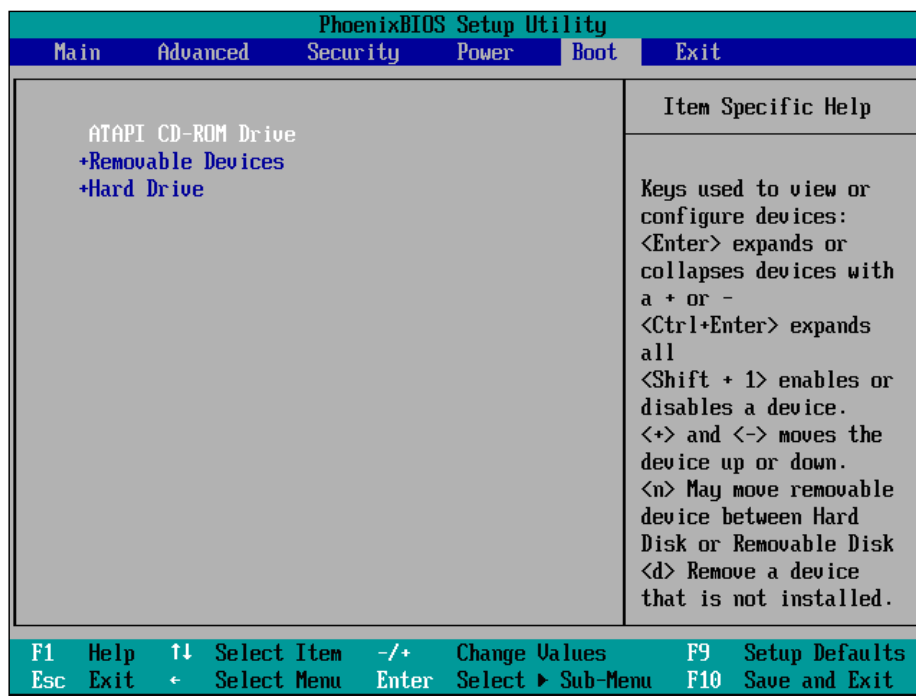 PhoenixBIOS Setup Utility
Main Advanced Security Power Boot Exit
ATAPI CD-ROM Drive
+Removable Devices
+Hard Drive
Item Specific Help
Keys used to view or
configure devices:
<Enter> expands or
collapses devices with
a + or -
<Ctrl+Enter> expands
all
<Shift + 1> enables or
disables a device.
<+> and <-> moves the
device up or down.
<n> May move removable
device between Hard
Disk or Removable Disk
<d> Remove a device
that is not installed.
F1 Help ↑↓ Select Item -/+ Change Values F9 Setup Defaults
Esc Exit ← Select Menu Enter Select ▶ Sub-Menu F10 Save and Exit